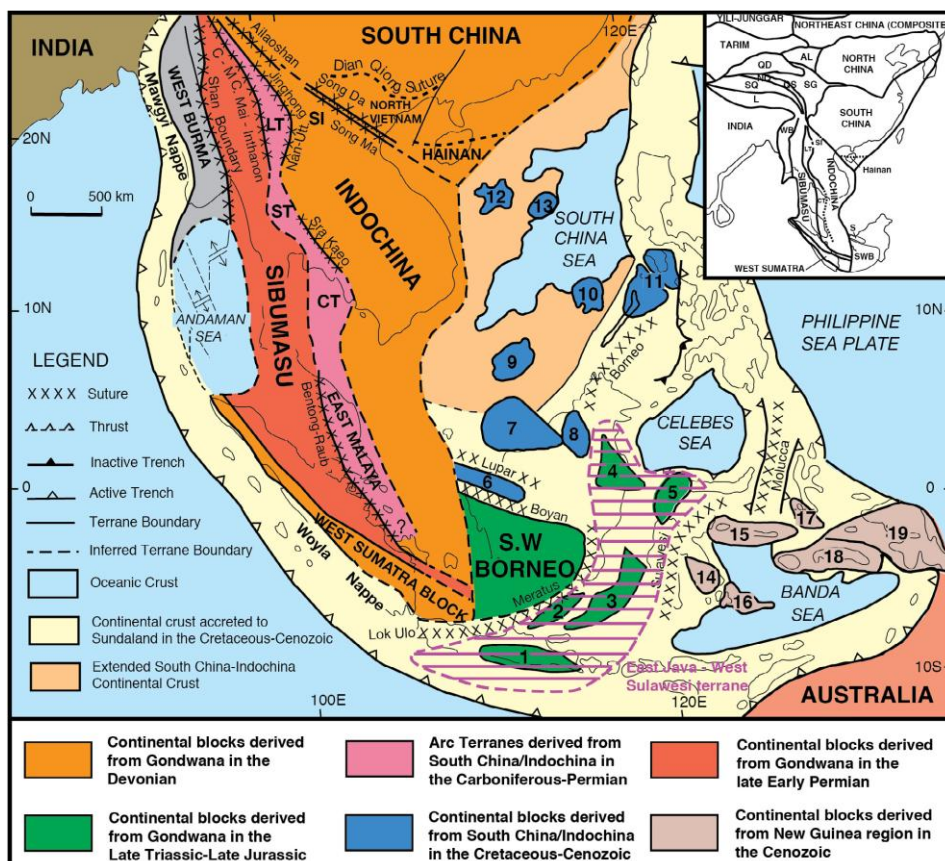 INDIA
SOUTH CHINA
120E
Ailaoshan
Dian Qiong Suture
Song Da
NORTH
VIETNAM
SI
Song Ma
HAINAN
Jinghong
Nan-Utt
LT
C. M. C. Mai - Inthanon
Shan Boundary
WEST BURMA
Mawgyi Nappe
20N
0 500 km
ST
Sra Kaeo
INDOCHINA
CT
SIBUMASU
12
13
SOUTH
CHINA
SEA
10
11
9
10N
ANDAMAN
SEA
Borneo
PHILIPPINE
SEA PLATE
10N
EAST MALAYA
Bentong-Raub
?
7
8
CELEBES
SEA
Molucca
Lupar
6
Boyan
4
5
0
0
S.W
BORNEO
Sulawesi
15
17
19
18
14
16
BANDA
SEA
Meratus
2
3
WEST SUMATRA BLOCK
Woyla Nappe
Lok Ulo
1
East Java - West
Sulawesi terrane
10S
AUSTRALIA
100E
120E
YILI-JUNGGAR
NORTHEAST CHINA (COMPOSITE)
TARIM
AL
NORTH
CHINA
QD
SQ
QS
SG
L
INDIA
SOUTH
CHINA
WB
LT
SI
Hainan
SIBUMASU
INDOCHINA
CT
S
SWB
WEST SUMATRA
LEGEND
XXXX Suture
Thrust
Inactive Trench
Active Trench
Terrane Boundary
Inferred Terrane Boundary
Oceanic Crust
Continental crust accreted to
Sundaland in the Cretaceous-Cenozoic
Extended South China-Indochina
Continental Crust
Continental blocks derived
from Gondwana in the
Devonian
Arc Terranes derived from
South China/Indochina in
the Carboniferous-Permian
Continental blocks derived
from Gondwana in the
late Early Permian
Continental blocks derived
from Gondwana in the
Late Triassic-Late Jurassic
Continental blocks derived
from South China/Indochina
in the Cretaceous-Cenozoic
Continental blocks derived
from New Guinea region in
the Cenozoic